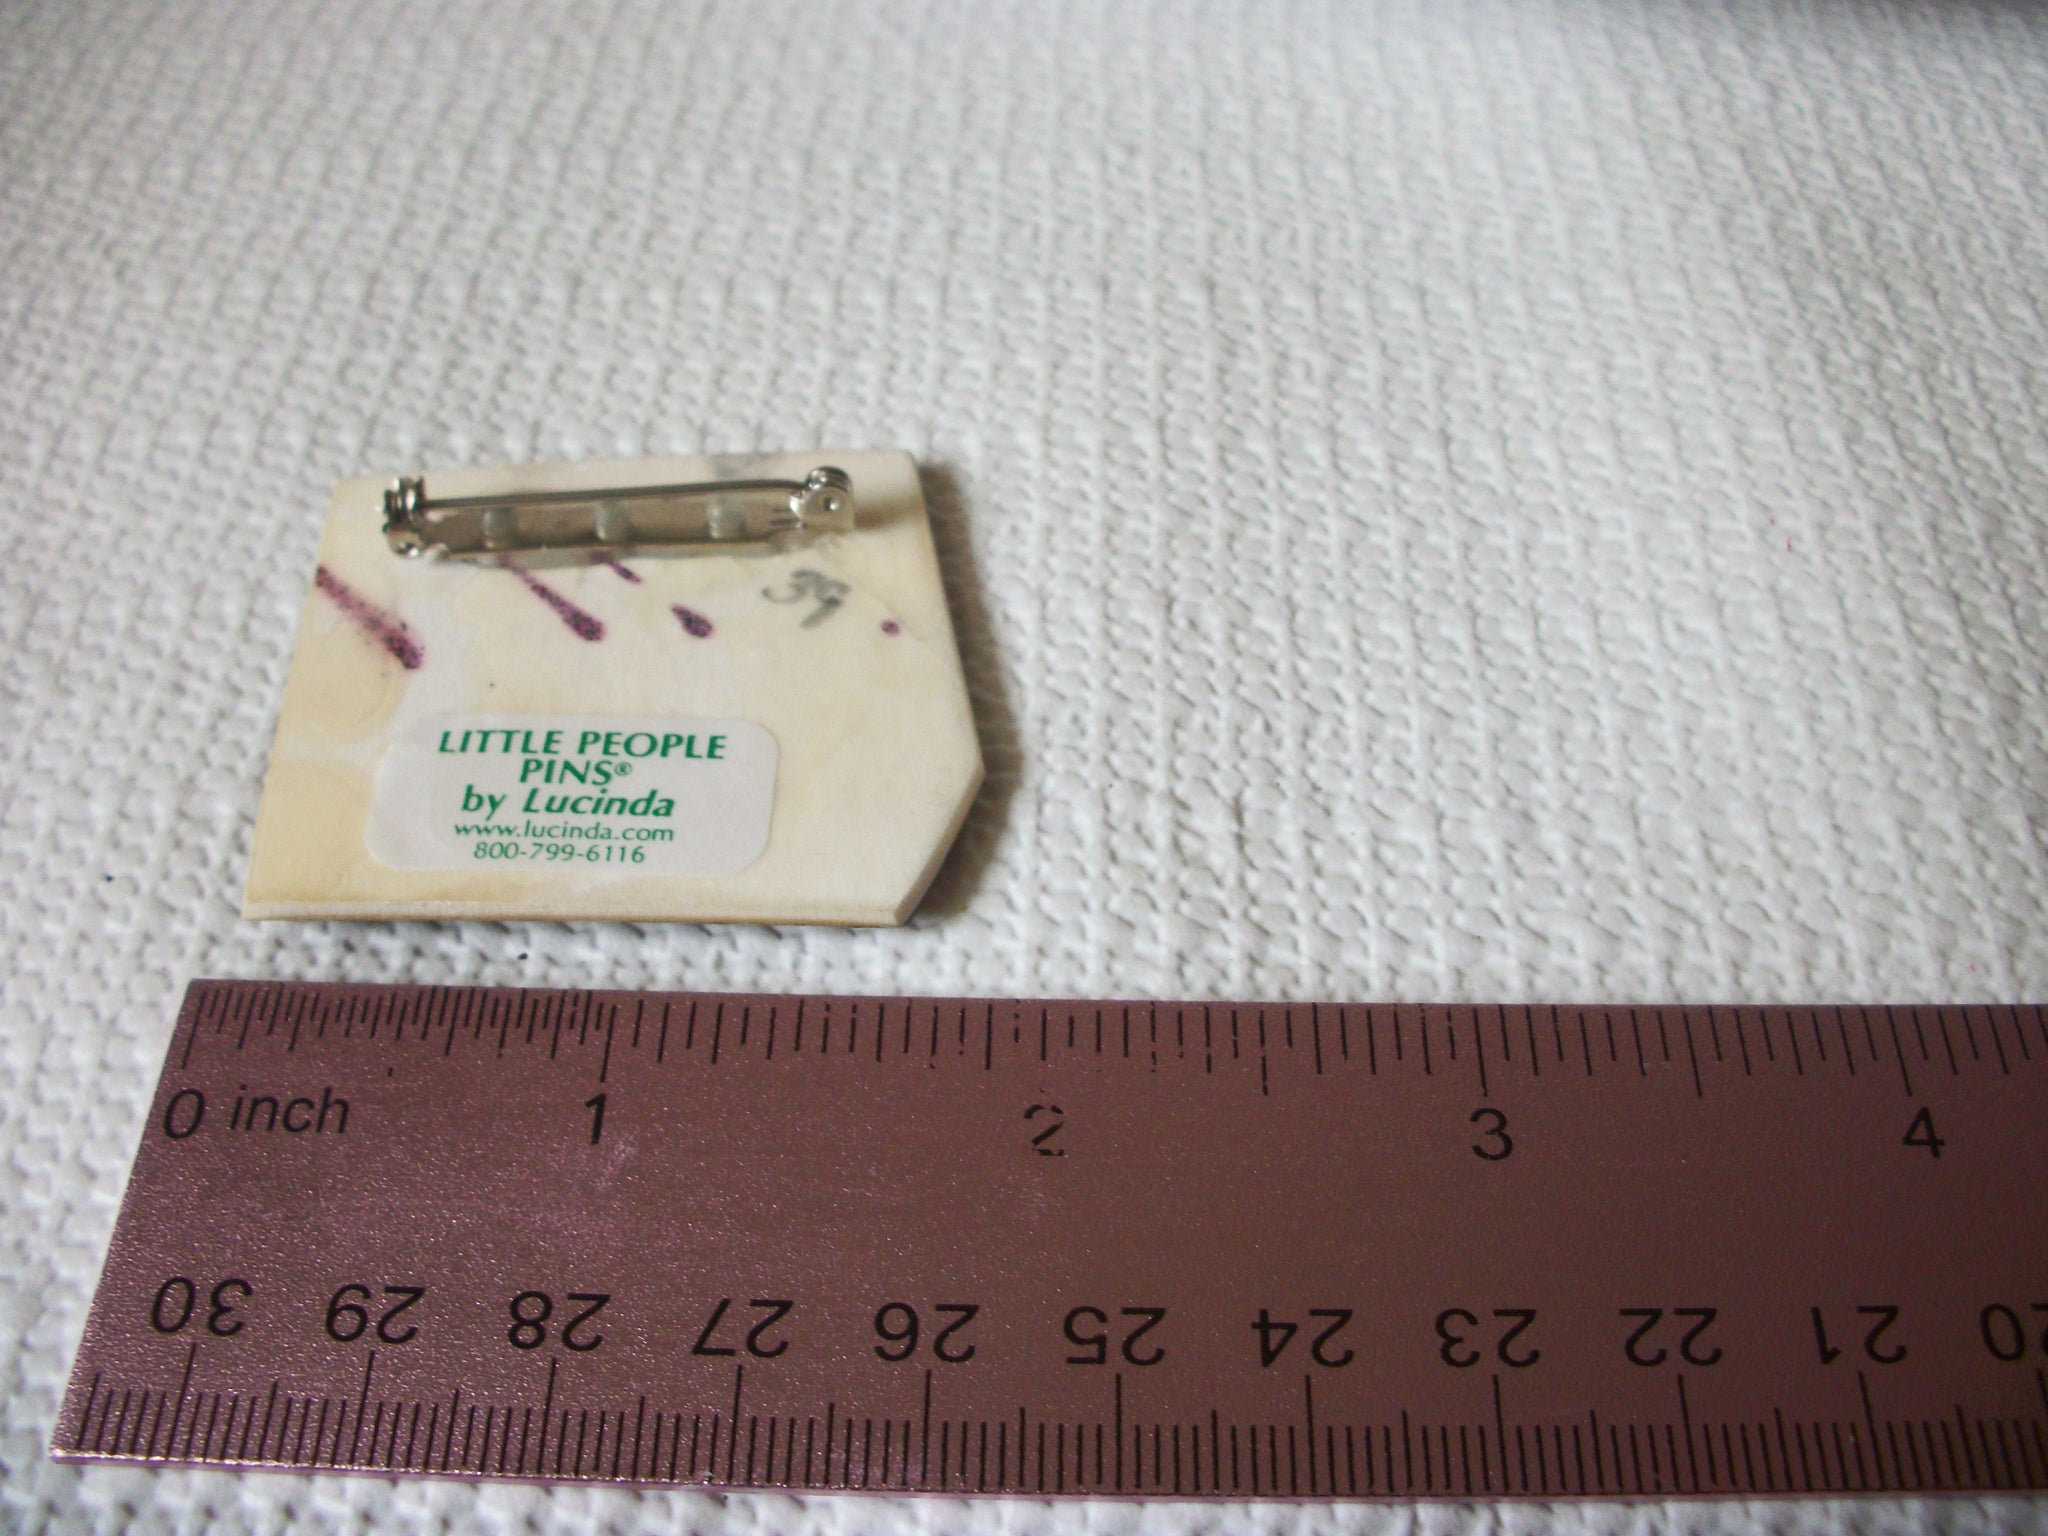 39
LITTLE PEOPLE
PINS®
by Lucinda
www.lucinda.com
800-799-6116
0 inch 1 2 3 4
30 29 28 27 26 25 24 23 22 21 20